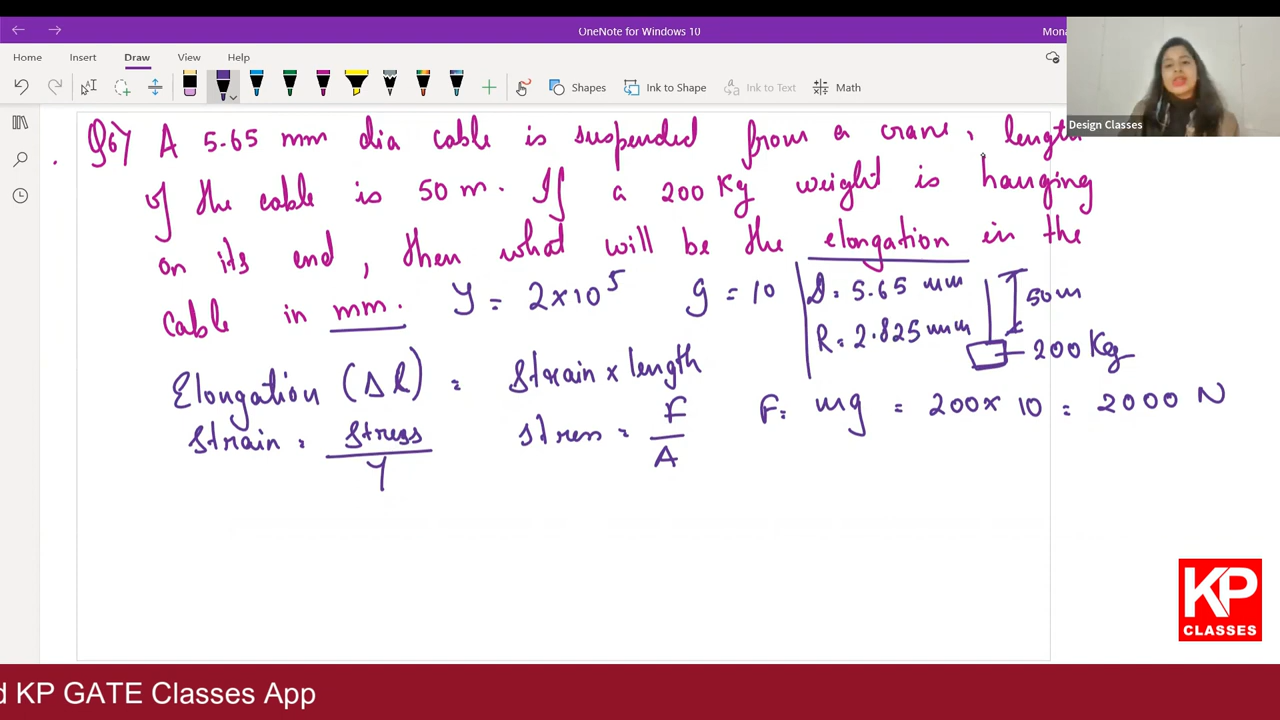 OneNote for Windows 10
Mona
Home Insert Draw View Help
Shapes Ink to Shape Ink to Text Math
Design Classes
Q6) A 5.65 mm dia cable is suspended from a crane, length
of the cable is 50 m. If a 200 Kg weight is hanging
on its end, then what will be the elongation in the
cable in mm. Y = 2×10⁵ g = 10
D = 5.65 mm
R = 2.825 mm
50m
200 Kg
Elongation (Δl) = Strain × length
Strain = Stress / Y
Stress = F / A
F = mg = 200 × 10 = 2000 N
KP
CLASSES
d KP GATE Classes App